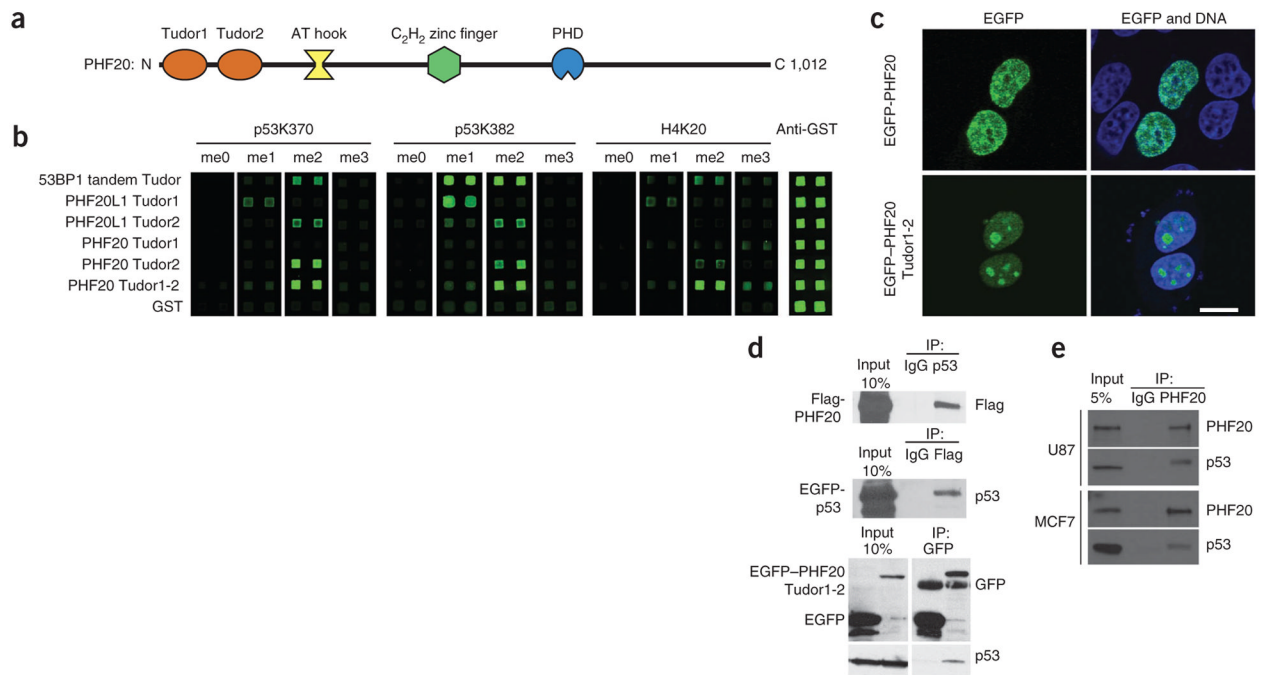 a
Tudor1 Tudor2 AT hook C2H2 zinc finger PHD
PHF20: N C 1,012
b
p53K370 p53K382 H4K20 Anti-GST
me0 me1 me2 me3 me0 me1 me2 me3 me0 me1 me2 me3
53BP1 tandem Tudor
PHF20L1 Tudor1
PHF20L1 Tudor2
PHF20 Tudor1
PHF20 Tudor2
PHF20 Tudor1-2
GST
c
EGFP EGFP and DNA
EGFP-PHF20
EGFP–PHF20
Tudor1-2
d
IP:
Input IgG p53
10%
Flag-
PHF20
Flag
IP:
Input IgG Flag
10%
EGFP-
p53
p53
Input IP:
10% GFP
EGFP–PHF20
Tudor1-2
GFP
EGFP
p53
e
Input IP:
5% IgG PHF20
U87
PHF20
p53
MCF7
PHF20
p53